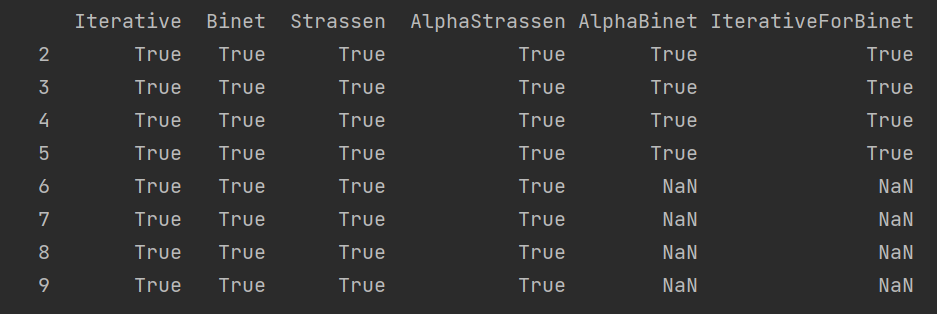 Iterative Binet Strassen AlphaStrassen AlphaBinet IterativeForBinet
2 True True True True True True
3 True True True True True True
4 True True True True True True
5 True True True True True True
6 True True True True NaN NaN
7 True True True True NaN NaN
8 True True True True NaN NaN
9 True True True True NaN NaN